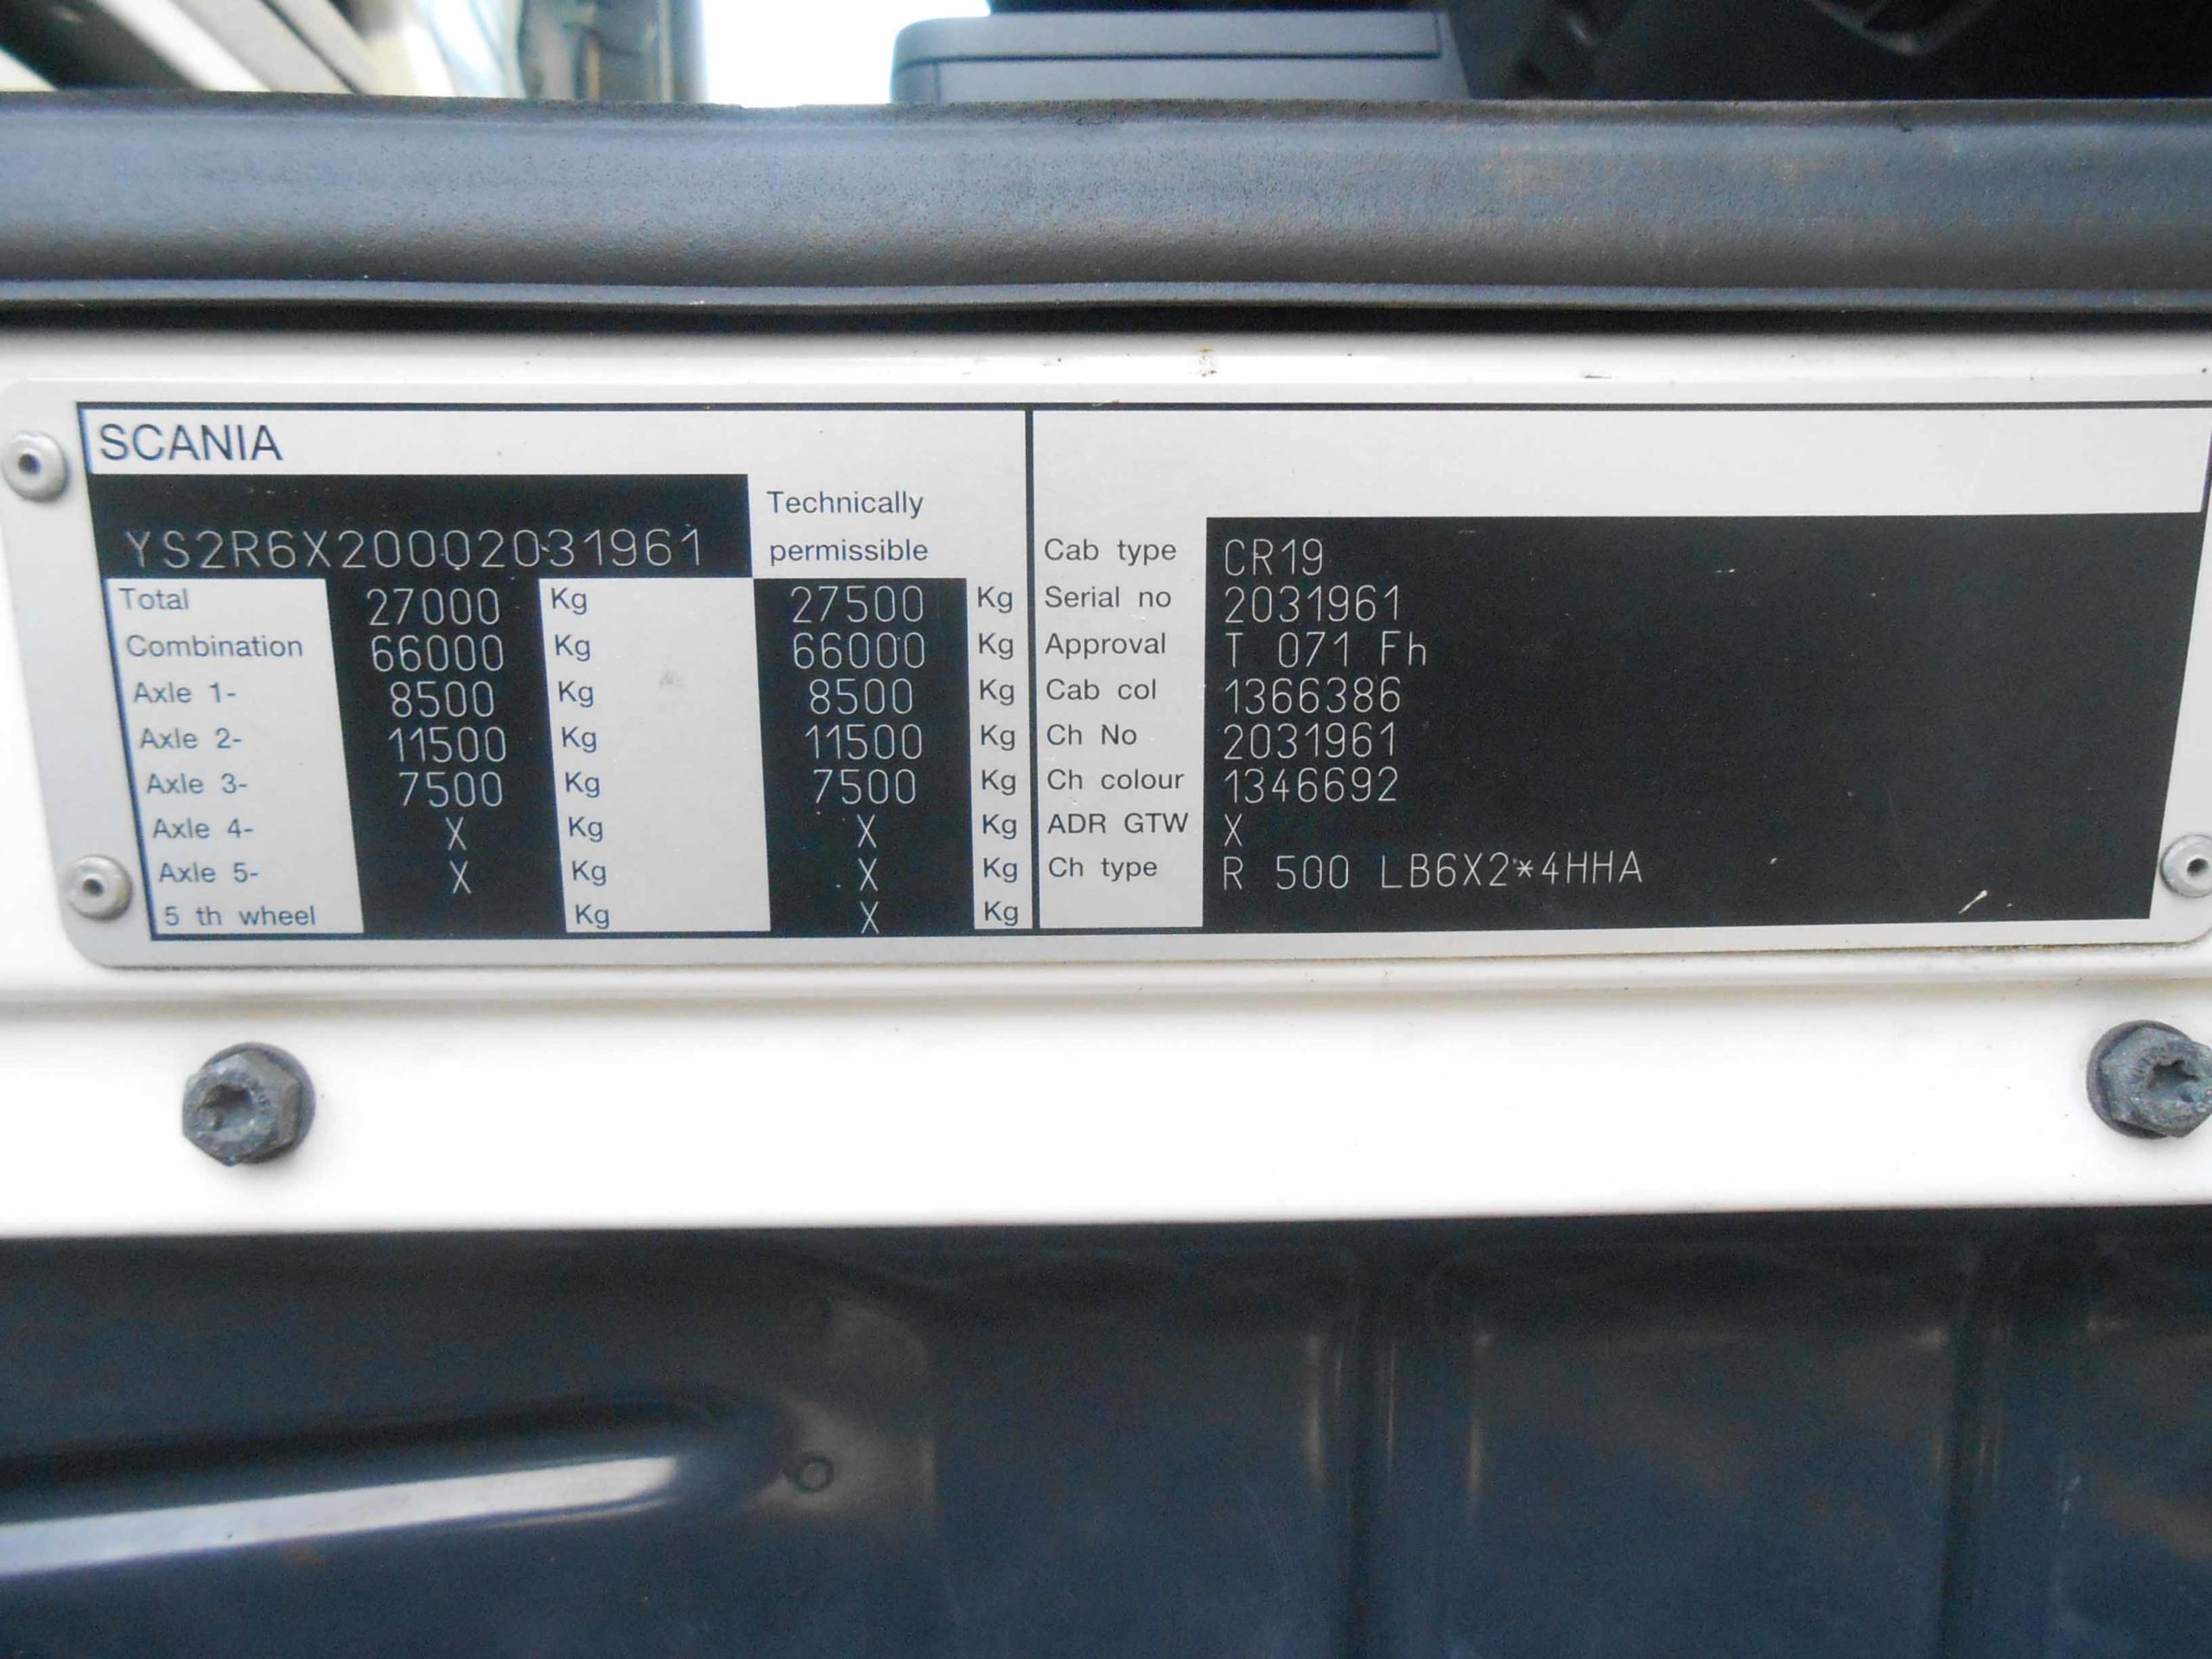 SCANIA
YS2R6X20002031961
Technically
permissible
Total 27000 Kg 27500 Kg
Combination 66000 Kg 66000 Kg
Axle 1- 8500 Kg 8500 Kg
Axle 2- 11500 Kg 11500 Kg
Axle 3- 7500 Kg 7500 Kg
Axle 4- X Kg X Kg
Axle 5- X Kg X Kg
5 th wheel Kg X Kg
Cab type CR19
Serial no 2031961
Approval T 071 Fh
Cab col 1366386
Ch No 2031961
Ch colour 1346692
ADR GTW X
Ch type R 500 LB6X2*4HHA